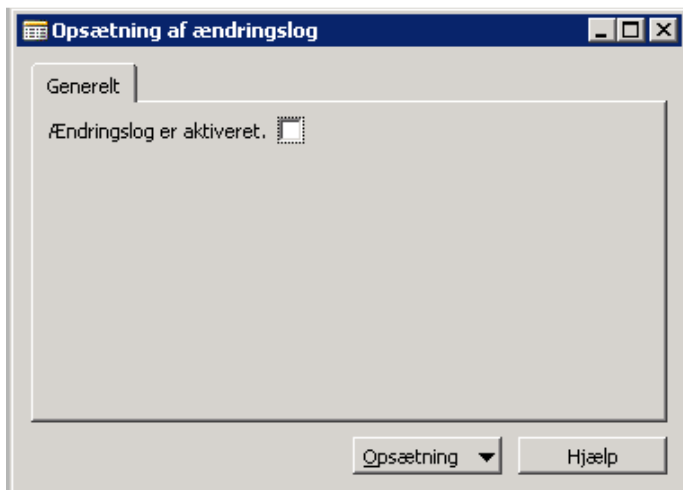 Opsætning af ændringslog
Generelt
Ændringslog er aktiveret.
Opsætning
Hjælp